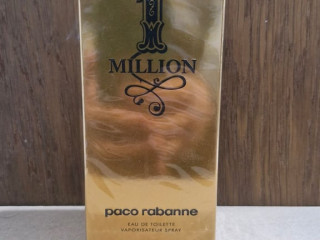 1
MILLION
paco rabanne
EAU DE TOILETTE
VAPORISATEUR SPRAY